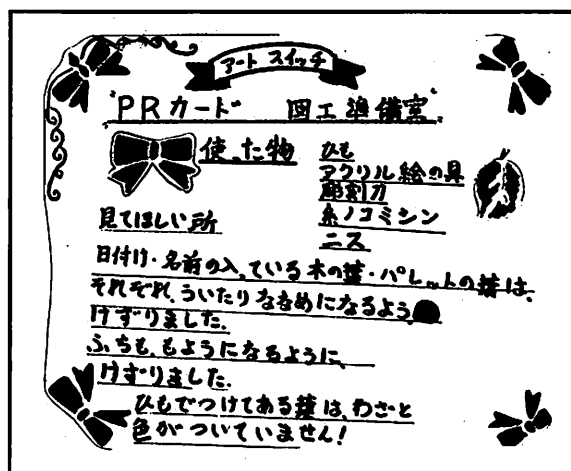 アート スイッチ
"PRカード 図工準備室"
使った物
ひも
アクリル絵の具
彫刻刀
糸ノコミシン
ニス
見てほしい所
日付け・名前の入っている木の葉・パレットの葉は、
それぞれ、ういたりななめになるよう
けずりました。
ふちも、もようになるように、
けずりました。
ひもでつけてある葉は、わざと
色がついていません!